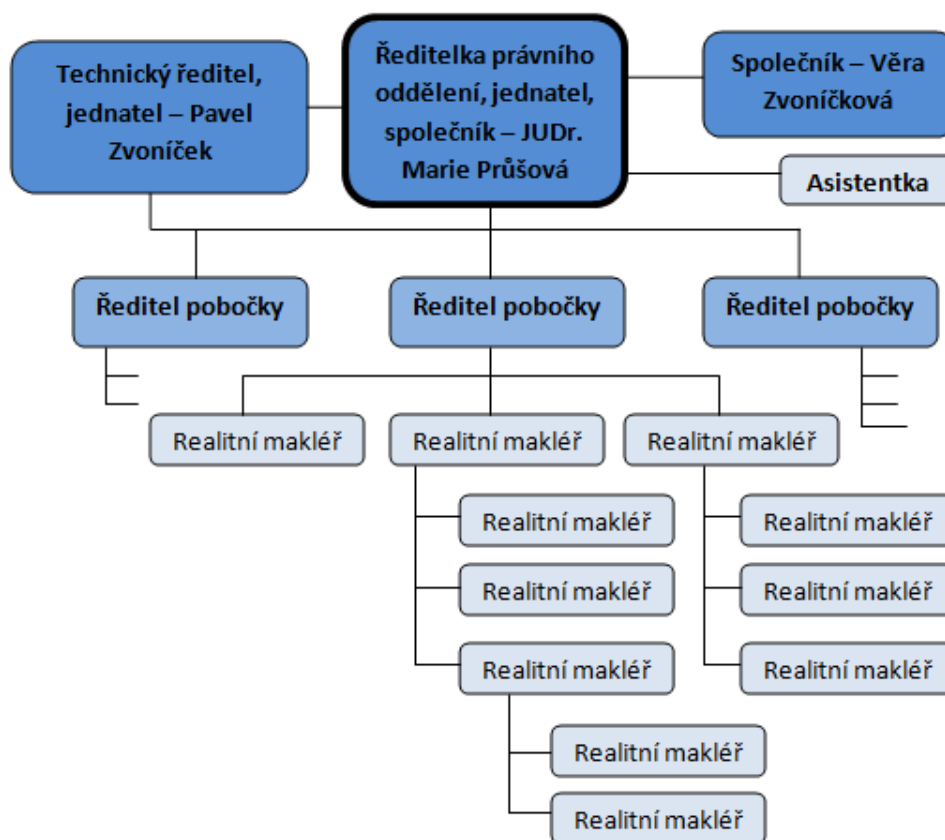 Technický ředitel,
jednatel – Pavel
Zvoníček
Ředitelka právního
oddělení, jednatel,
společník – JUDr.
Marie Průšová
Společník – Věra
Zvoníčková
Asistentka
Ředitel pobočky
Ředitel pobočky
Ředitel pobočky
Realitní makléř
Realitní makléř
Realitní makléř
Realitní makléř
Realitní makléř
Realitní makléř
Realitní makléř
Realitní makléř
Realitní makléř
Realitní makléř
Realitní makléř